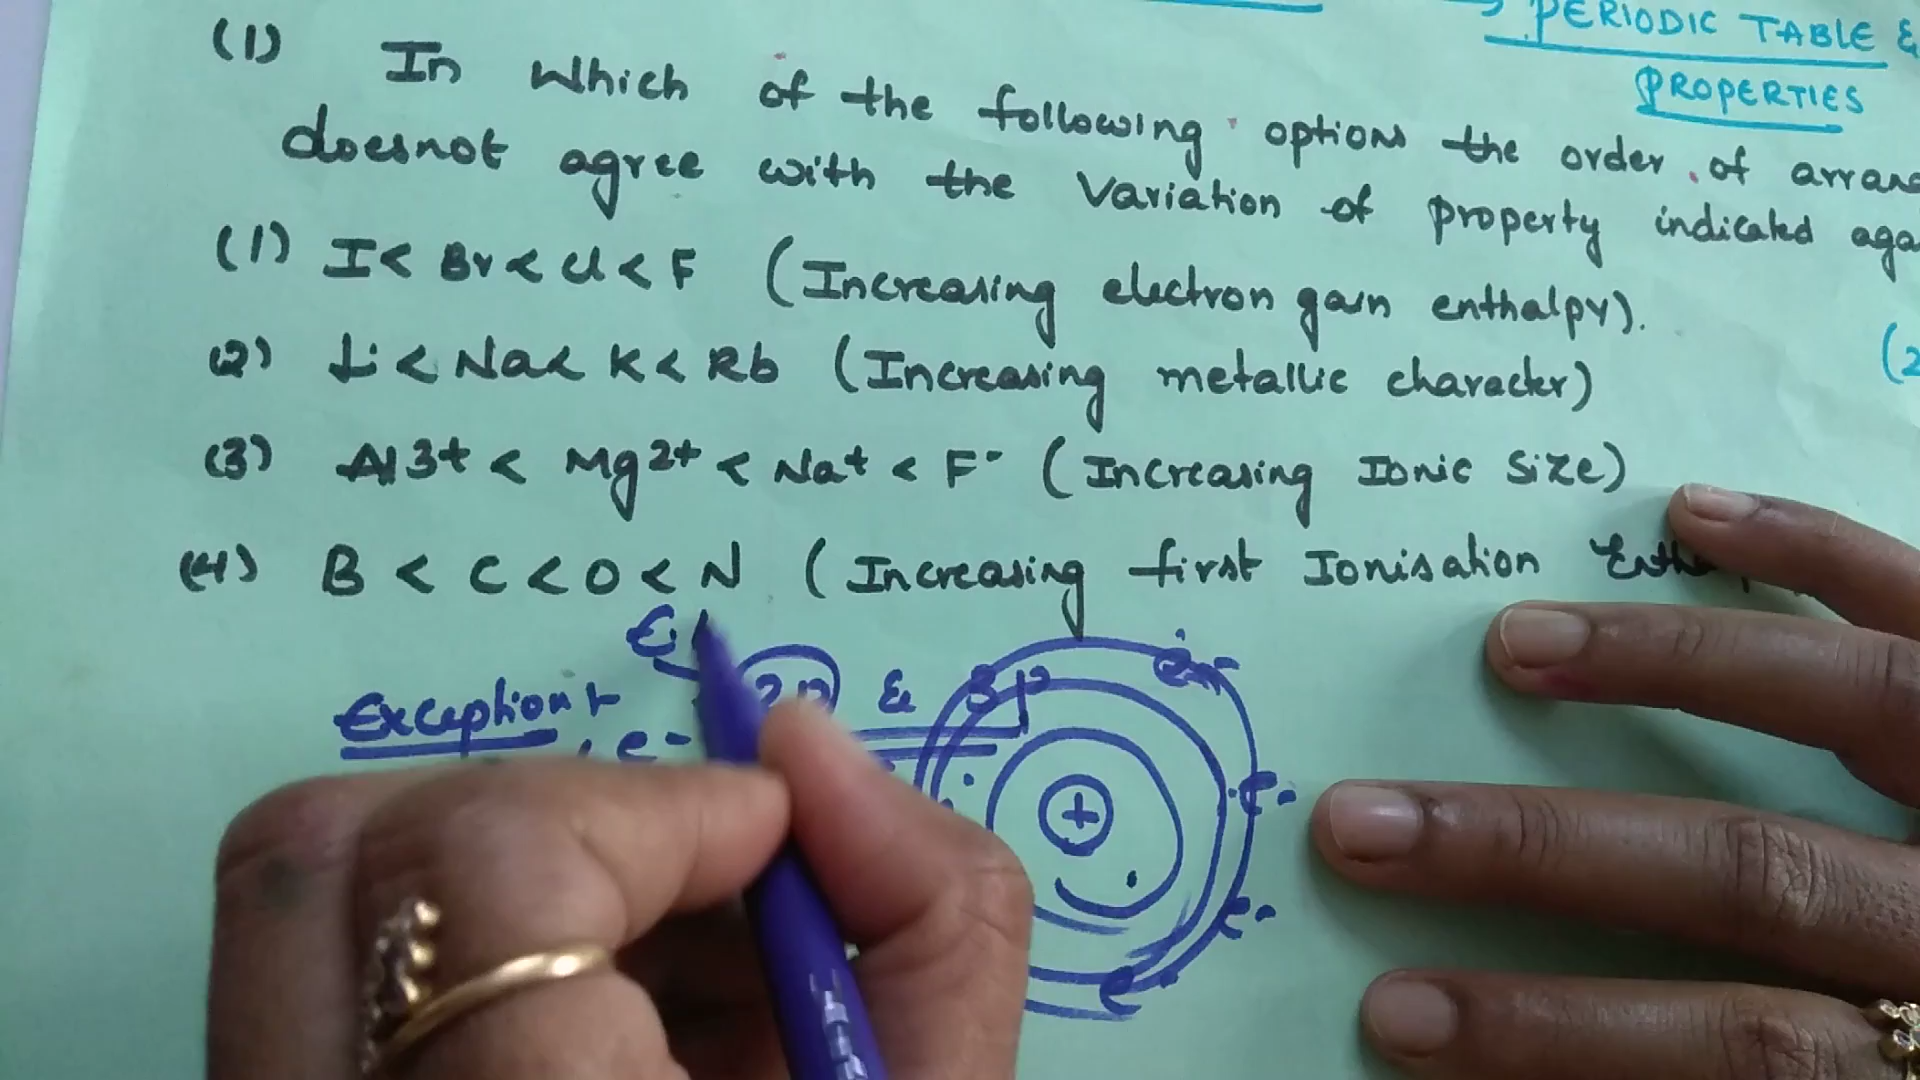 PERIODIC TABLE &
PROPERTIES
(1) In which of the following options the order of
doesnot agree with the variation of property indicated
(1) I < Br < Cl < F (Increasing electron gain enthalpy).
(2) Li < Na < K < Rb (Increasing metallic character)
(3) Al3+ < Mg2+ < Na+ < F- (Increasing Ionic Size)
(4) B < C < O < N (Increasing first Ionisation
Exception :- 2p & 3p
e-
e-
e-
e-
e-
+